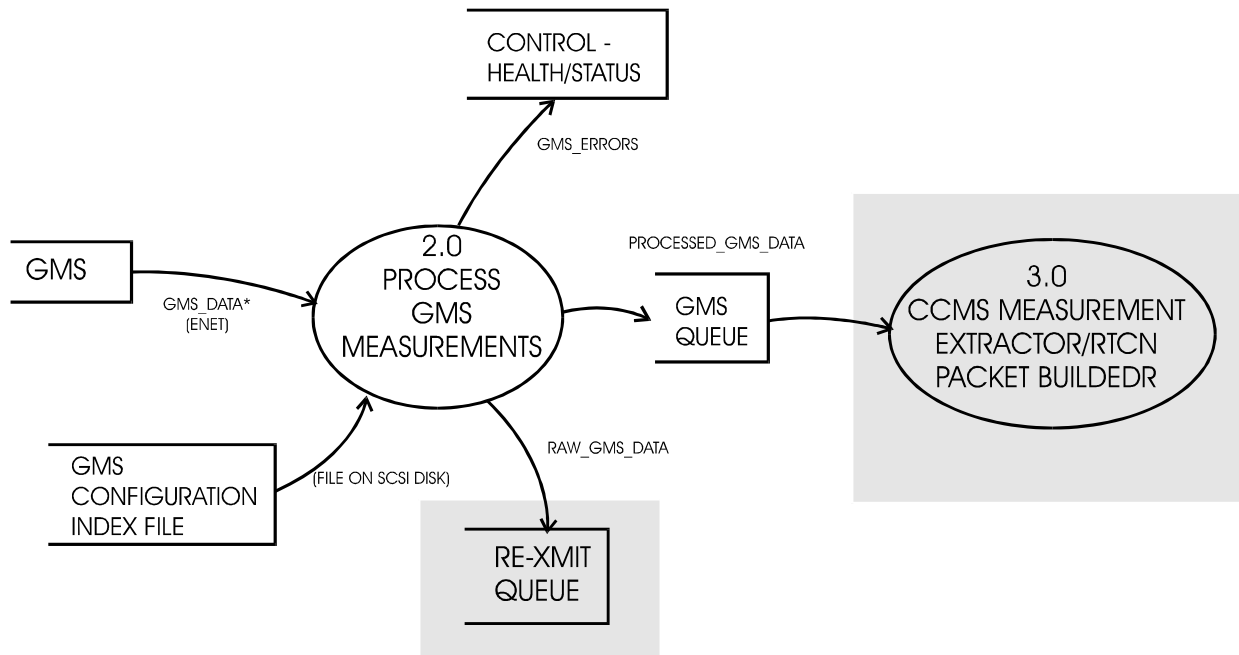 CONTROL -
HEALTH/STATUS
GMS_ERRORS
GMS
GMS_DATA*
(ENET)
2.0
PROCESS
GMS
MEASUREMENTS
PROCESSED_GMS_DATA
GMS
QUEUE
3.0
CCMS MEASUREMENT
EXTRACTOR/RTCN
PACKET BUILDEDR
GMS
CONFIGURATION
INDEX FILE
(FILE ON SCSI DISK)
RAW_GMS_DATA
RE-XMIT
QUEUE